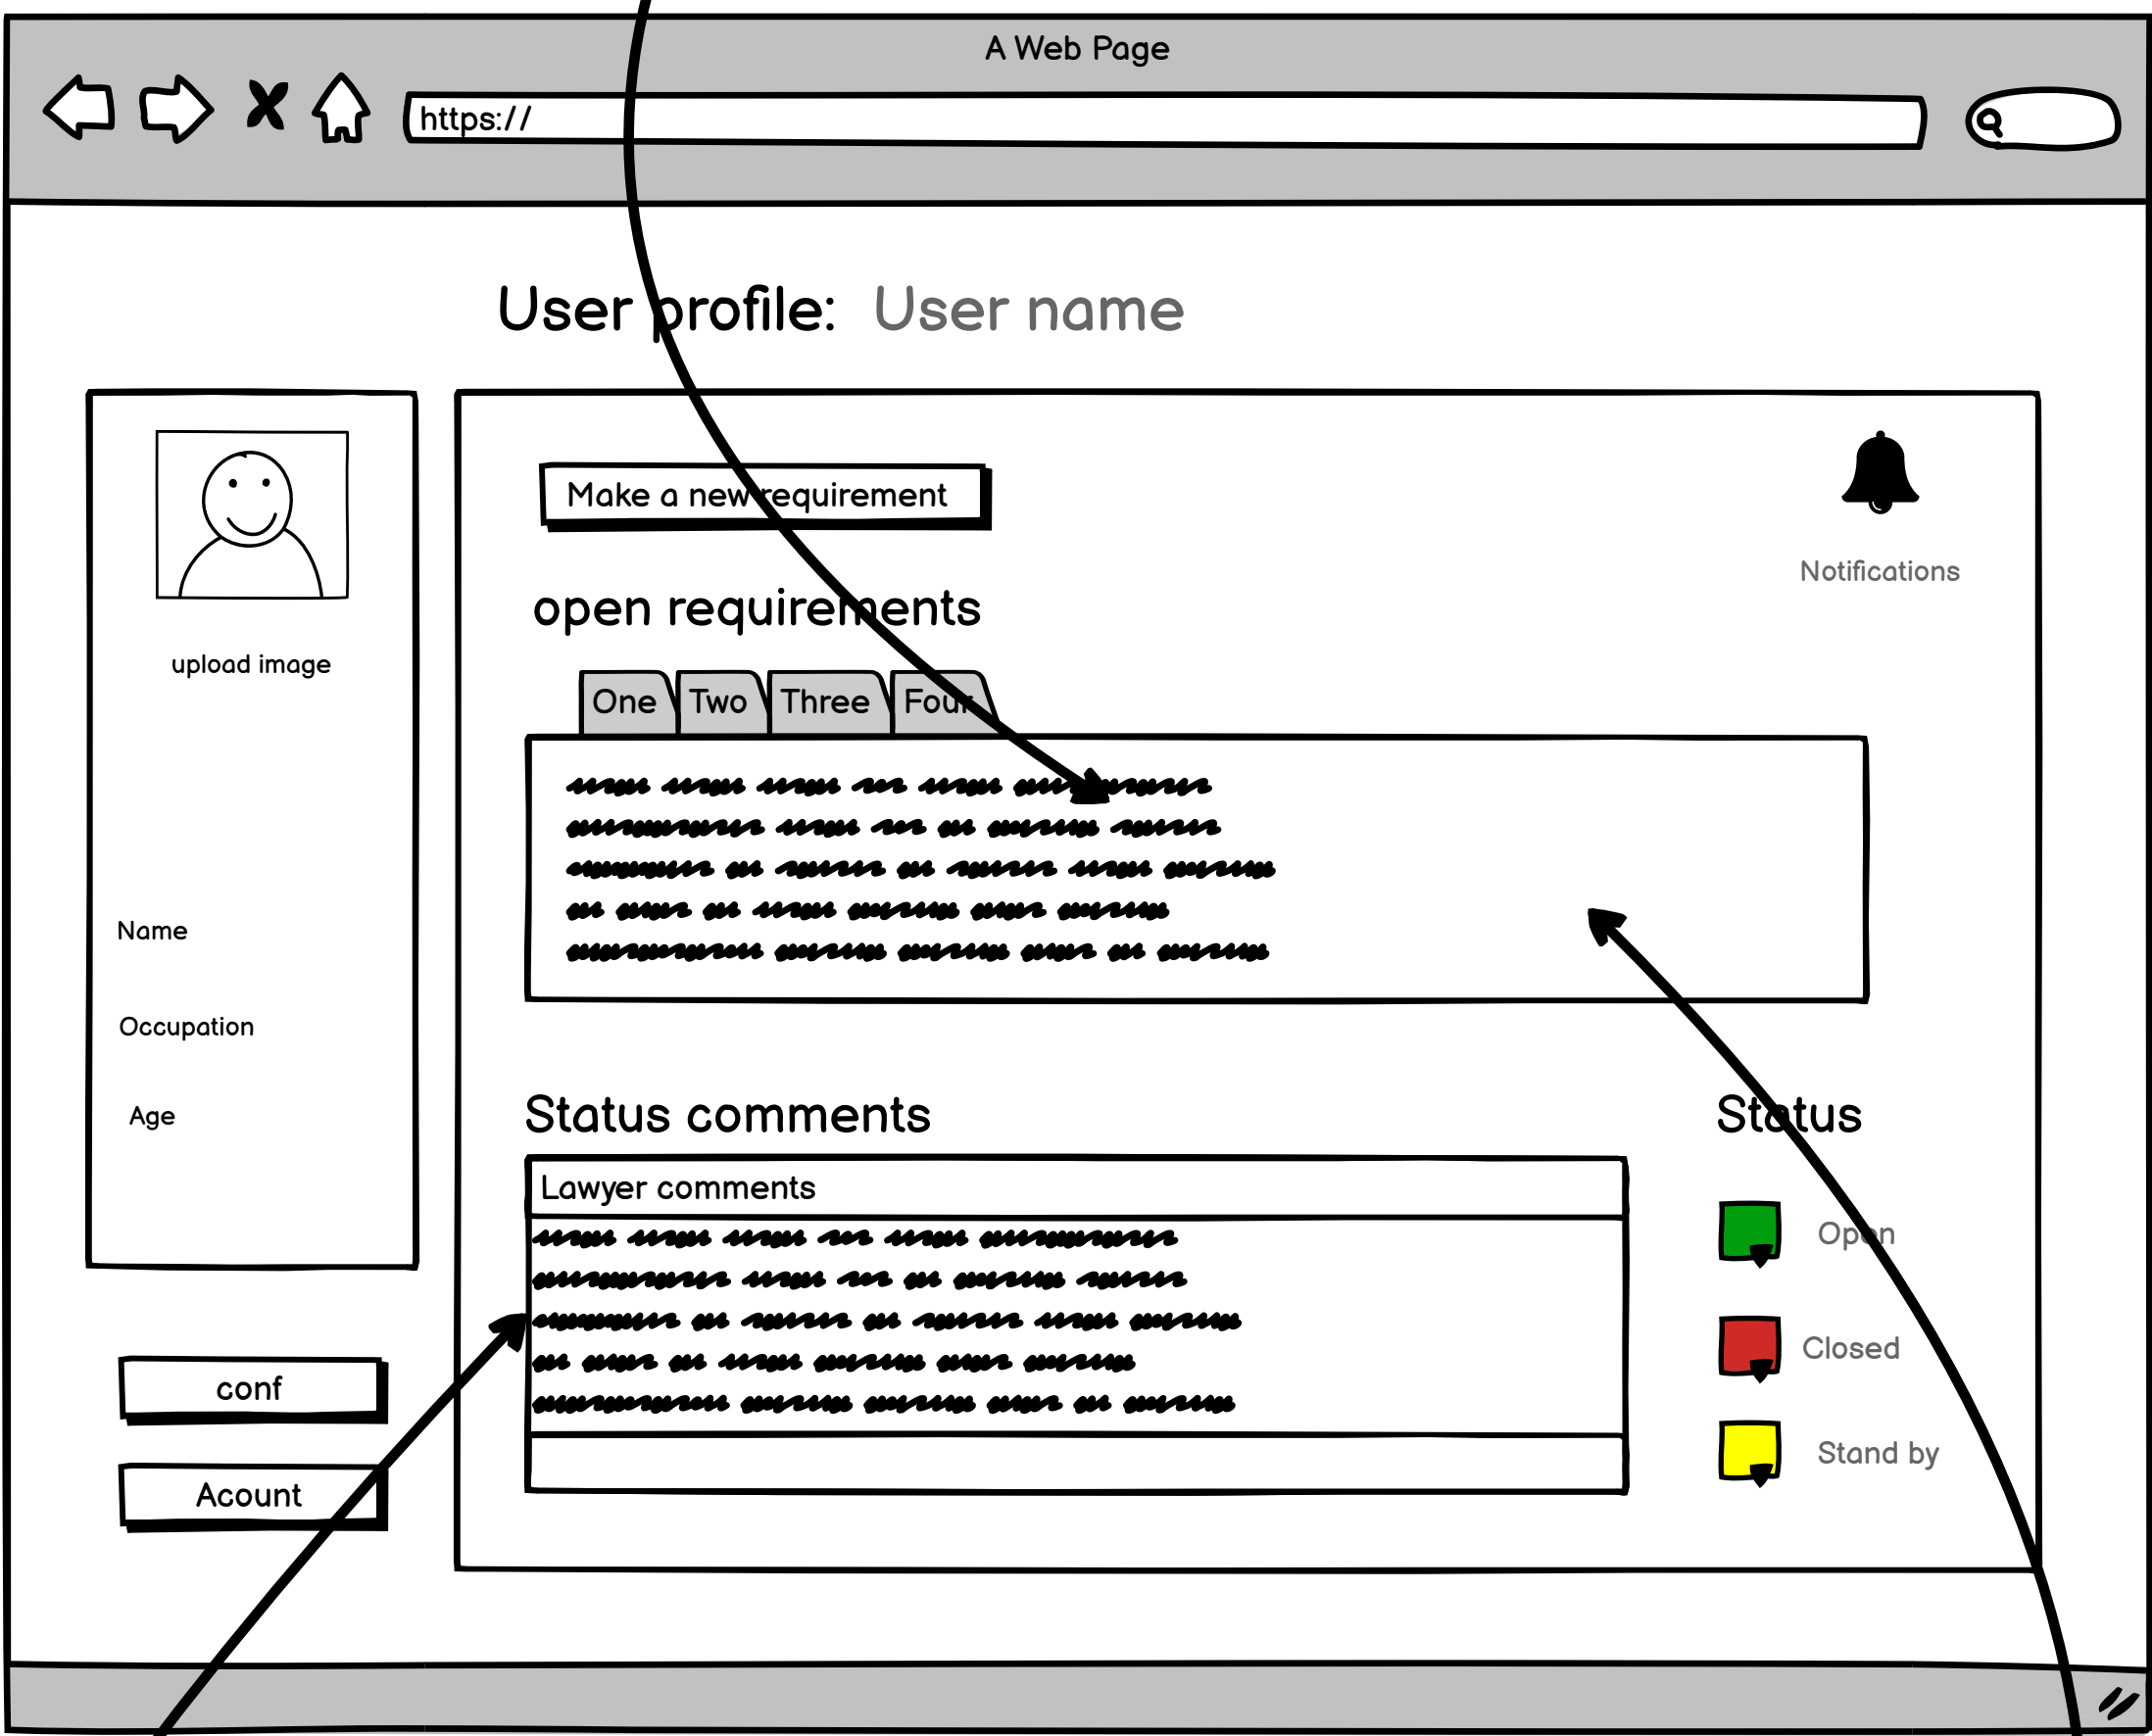 A Web Page
https://
User profile: User name
upload image
Name
Occupation
Age
conf
Acount
Make a new requirement
Notifications
open requirements
One Two Three Four
Status comments
Lawyer comments
Status
Open
Closed
Stand by